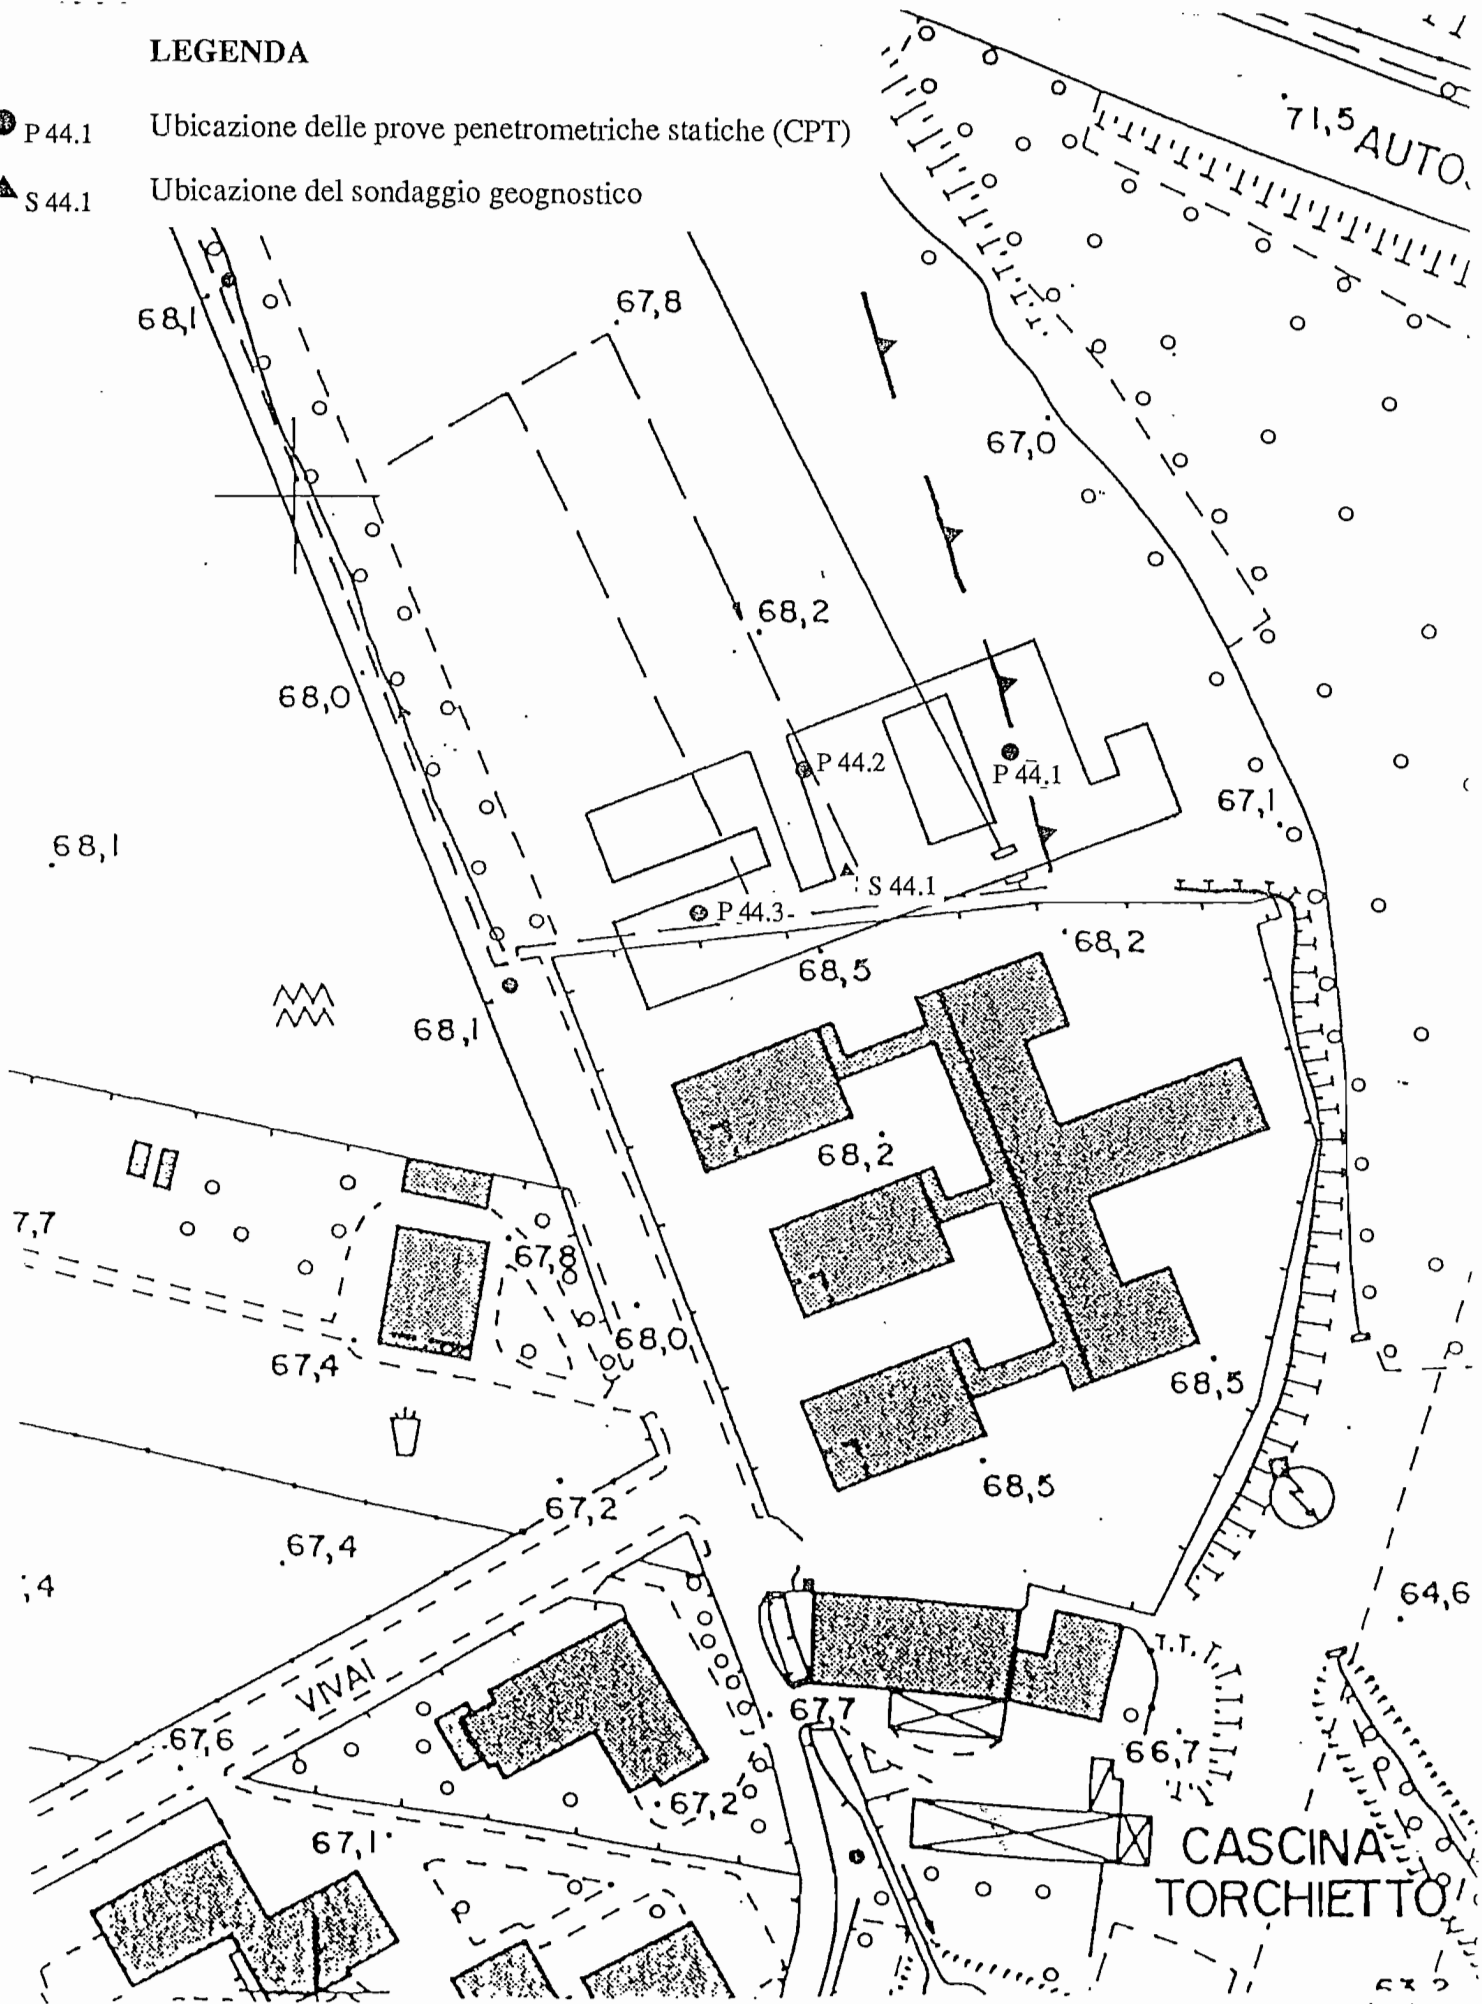 LEGENDA
P 44.1 Ubicazione delle prove penetrometriche statiche (CPT)
S 44.1 Ubicazione del sondaggio geognostico
71,5
AUTO
68,1
67,8
67,0
68,2
68,0
P 44.2
P 44.1
67,1
68,1
S 44.1
P 44.3
68,2
68,5
68,1
68,2
7,7
67,8
68,0
67,4
68,5
68,5
67,2
67,4
;4
64,6
VIVAI
67,7
67,6
66,7
67,2
67,1
CASCINA
TORCHIETTO